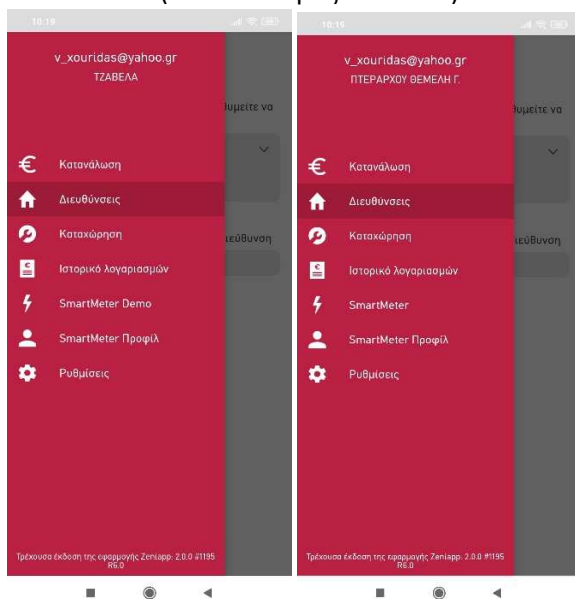 10:19
v_xouridas@yahoo.gr
ΤΖΑΒΕΛΑ
θυμείτε να
Κατανάλωση
Διευθύνσεις
Καταχώρηση
ιεύθυνση
Ιστορικό λογαριασμών
SmartMeter Demo
SmartMeter Προφίλ
Ρυθμίσεις
Τρέχουσα έκδοση της εφαρμογής Zeniapp: 2.0.0 #1195
R6.0
10:19
v_xouridas@yahoo.gr
ΠΤΕΡΑΡΧΟΥ ΘΕΜΕΛΗ Γ.
θυμείτε να
Κατανάλωση
Διευθύνσεις
Καταχώρηση
ιεύθυνση
Ιστορικό λογαριασμών
SmartMeter
SmartMeter Προφίλ
Ρυθμίσεις
Τρέχουσα έκδοση της εφαρμογής Zeniapp: 2.0.0 #1195
R6.0